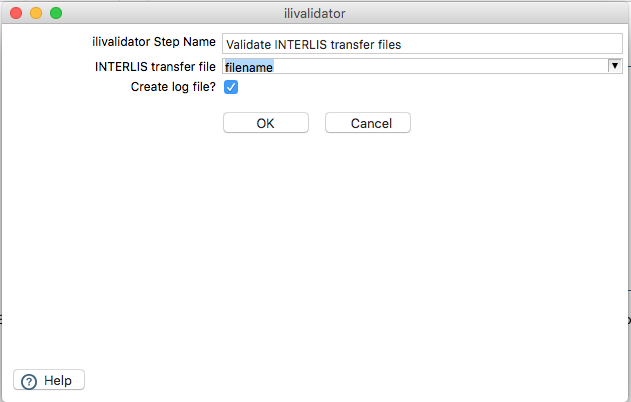 ilivalidator
ilivalidator Step Name Validate INTERLIS transfer files
INTERLIS transfer file filename
Create log file?
OK Cancel
Help